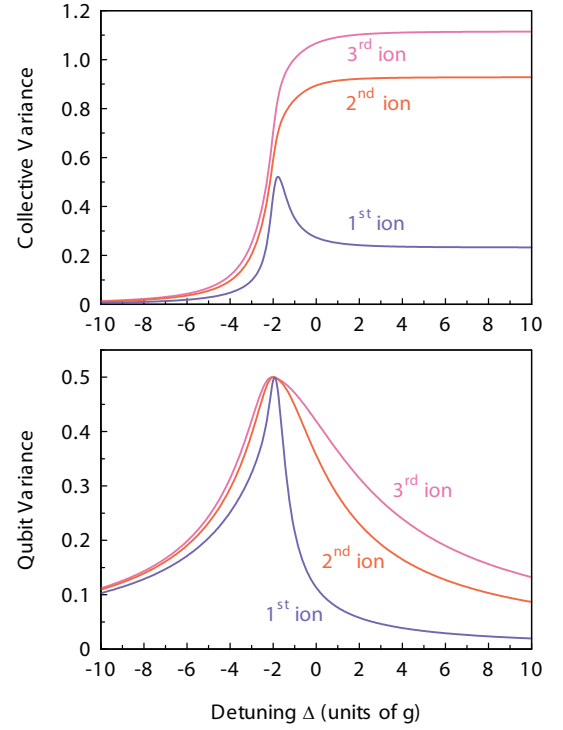 Collective Variance
1.2
1.0
0.8
0.6
0.4
0.2
0
3rd ion
2nd ion
1st ion
-10 -8 -6 -4 -2 0 2 4 6 8 10
Qubit Variance
0.5
0.4
0.3
0.2
0.1
0
3rd ion
2nd ion
1st ion
-10 -8 -6 -4 -2 0 2 4 6 8 10
Detuning Δ (units of g)